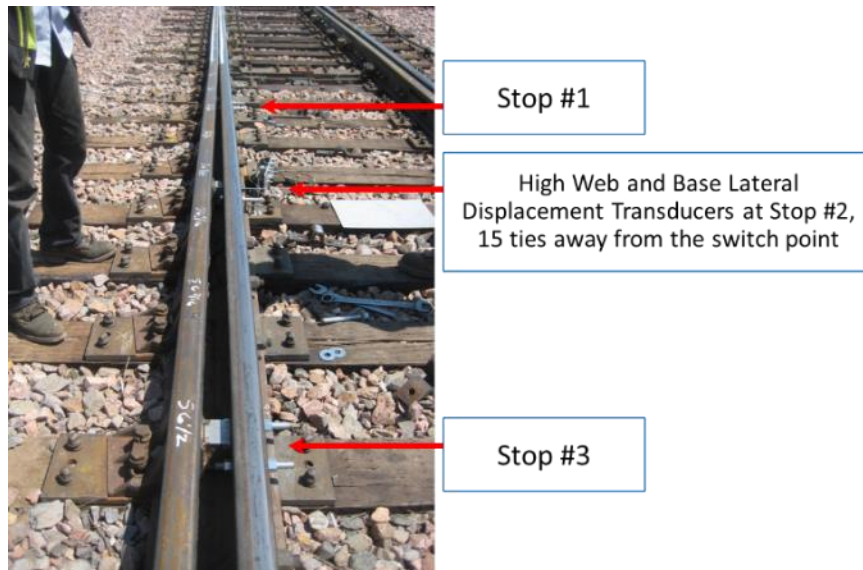 Stop #1
High Web and Base Lateral
Displacement Transducers at Stop #2,
15 ties away from the switch point
Stop #3